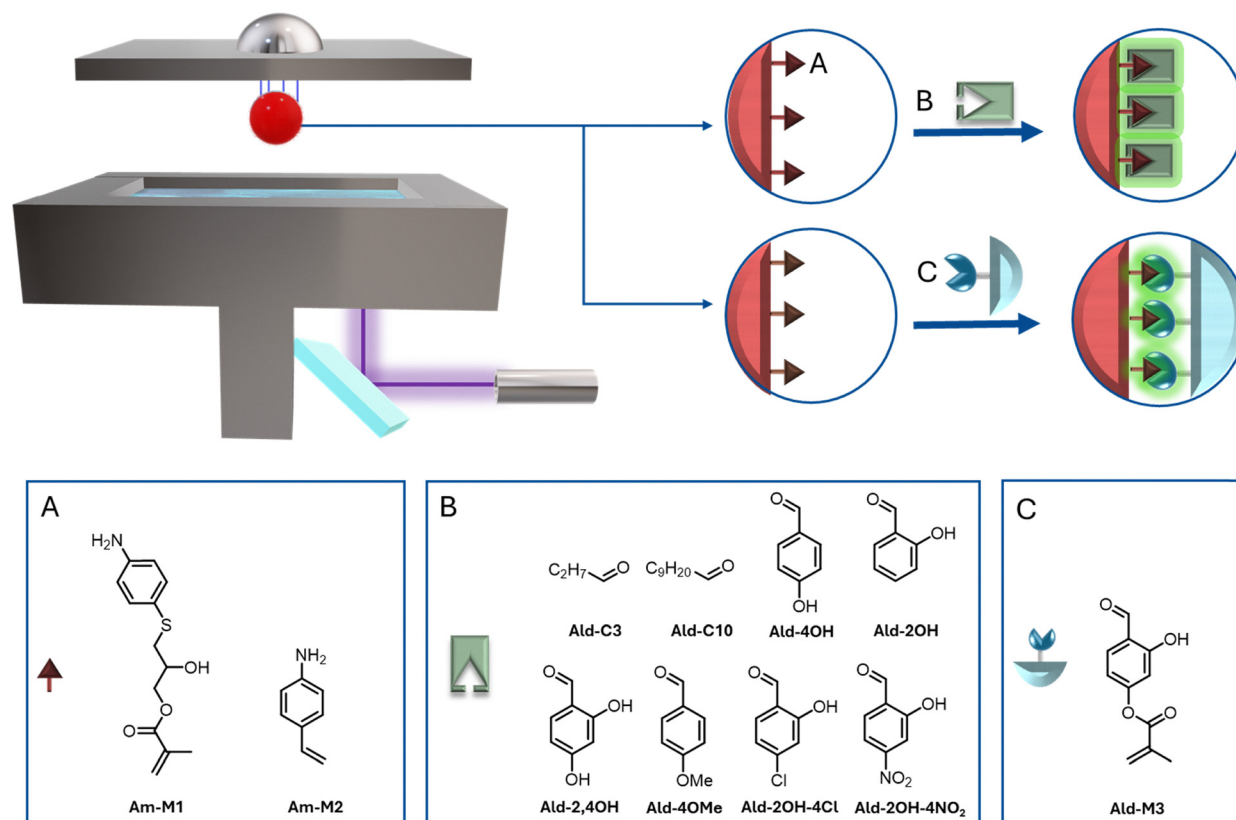 A
B
C
A
H₂N
S
OH
O
O
Am-M1
NH₂
Am-M2
B
C₂H₇
O
Ald-C3
C₉H₂₀
O
Ald-C10
O
OH
Ald-4OH
O
OH
Ald-2OH
O
OH
OH
Ald-2,4OH
O
OMe
Ald-4OMe
O
OH
Cl
Ald-2OH-4Cl
O
OH
NO₂
Ald-2OH-4NO₂
C
O
OH
O
O
Ald-M3